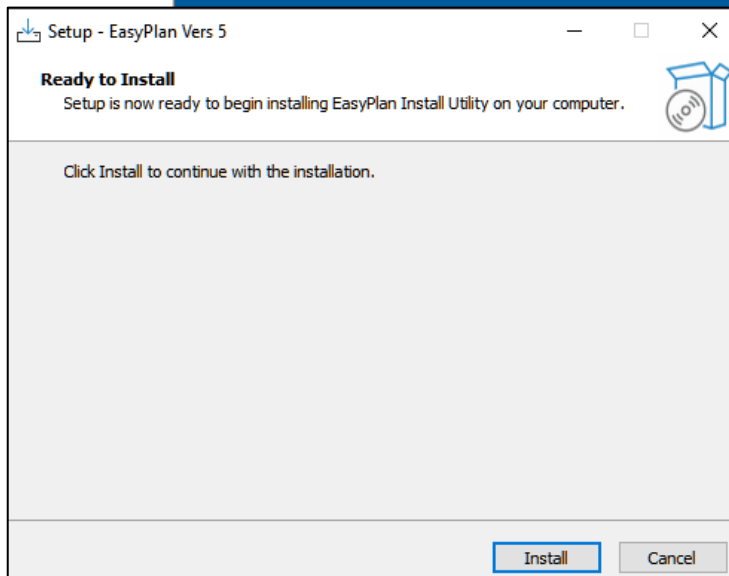 Setup - EasyPlan Vers 5
Ready to Install
Setup is now ready to begin installing EasyPlan Install Utility on your computer.
Click Install to continue with the installation.
Install
Cancel